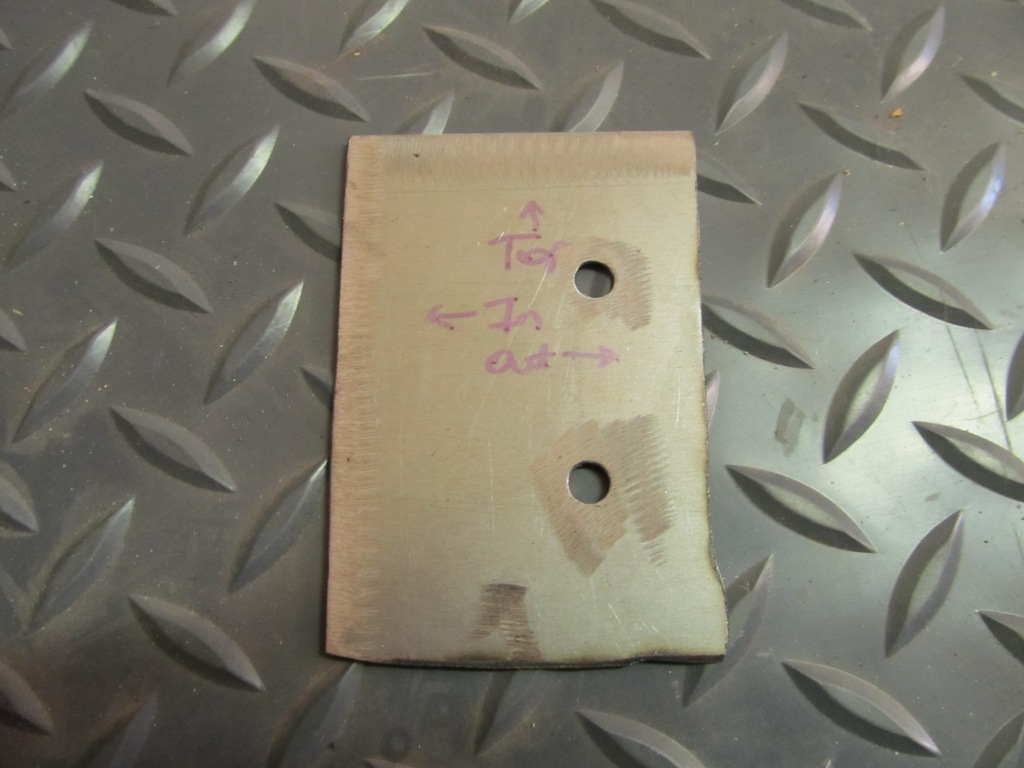 ↑
Top
← In
out →